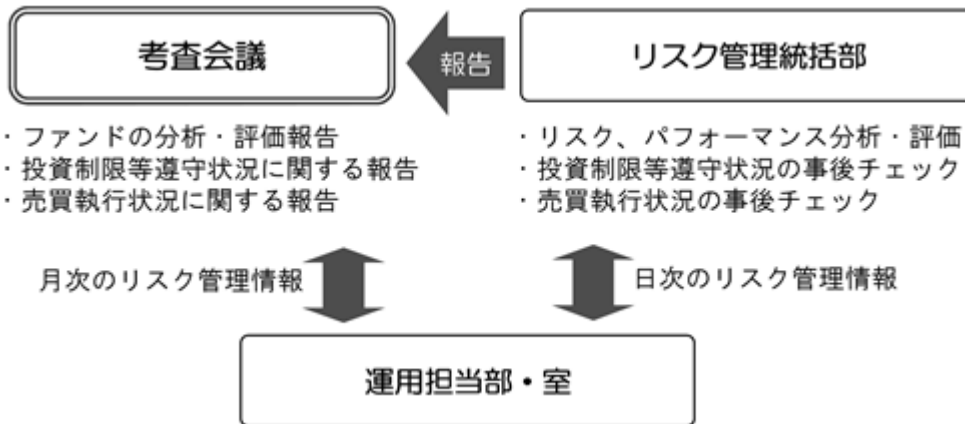 考査会議
報告
リスク管理統括部
・ファンドの分析・評価報告
・投資制限等遵守状況に関する報告
・売買執行状況に関する報告
・リスク、パフォーマンス分析・評価
・投資制限等遵守状況の事後チェック
・売買執行状況の事後チェック
月次のリスク管理情報
日次のリスク管理情報
運用担当部・室